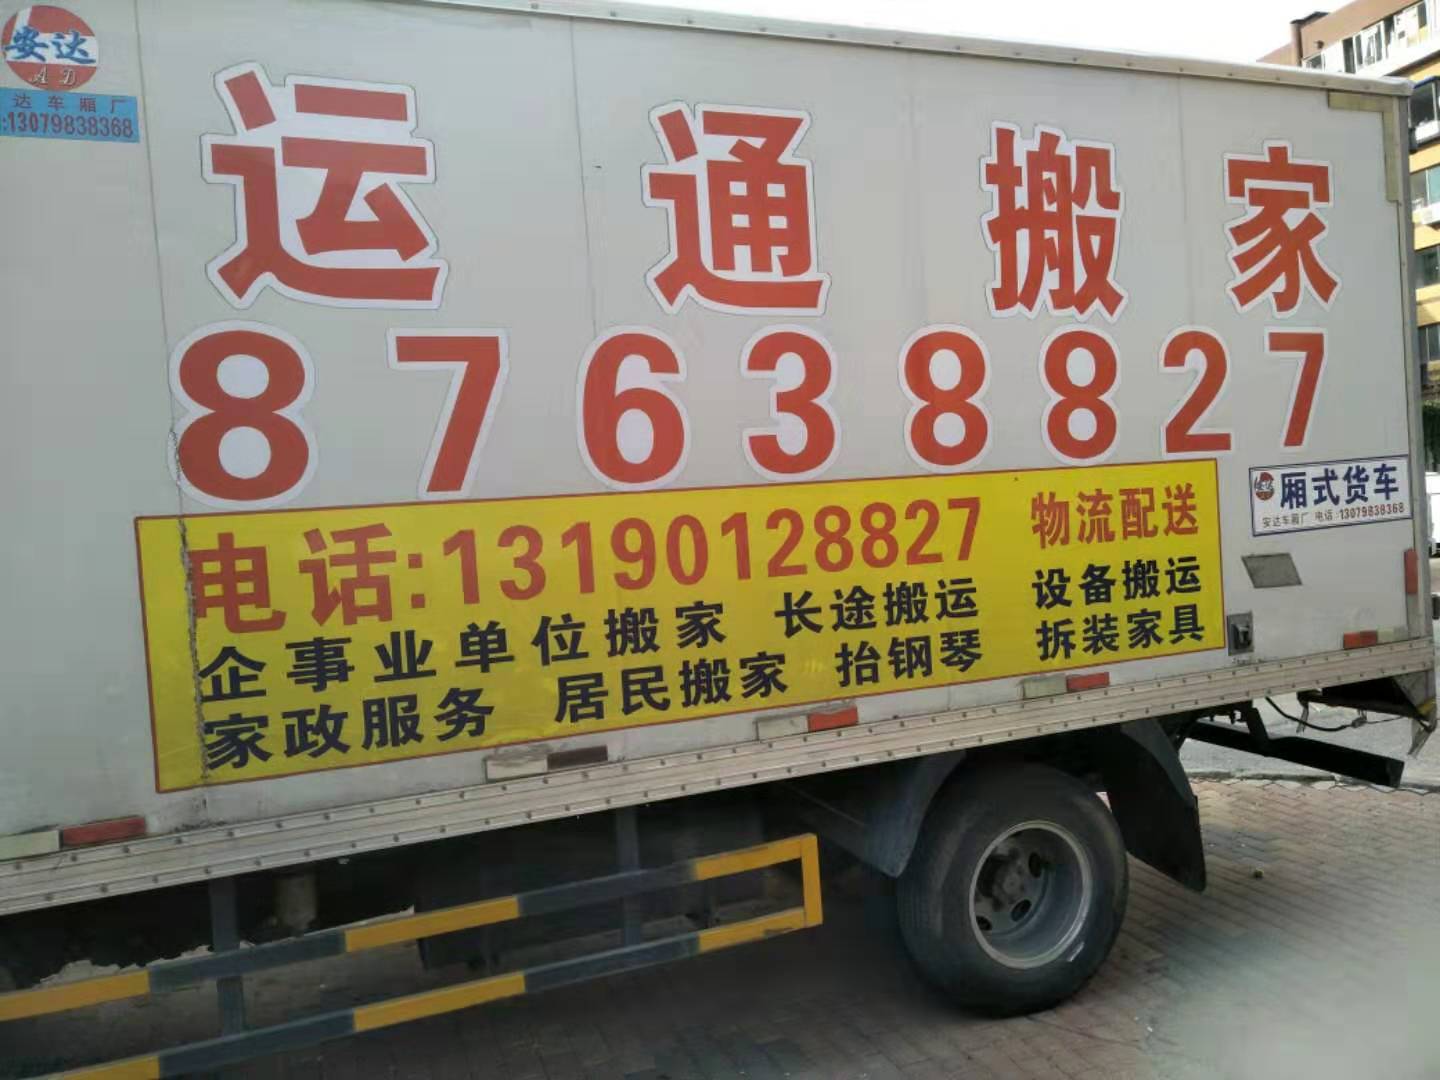 安达
AD
达车厢厂
:13079838368
运通搬家
87638827
电话:13190128827 物流配送
企事业单位搬家 长途搬运 设备搬运
家政服务 居民搬家 抬钢琴 拆装家具
安达 厢式货车
安达车厢厂 电话:13079838368